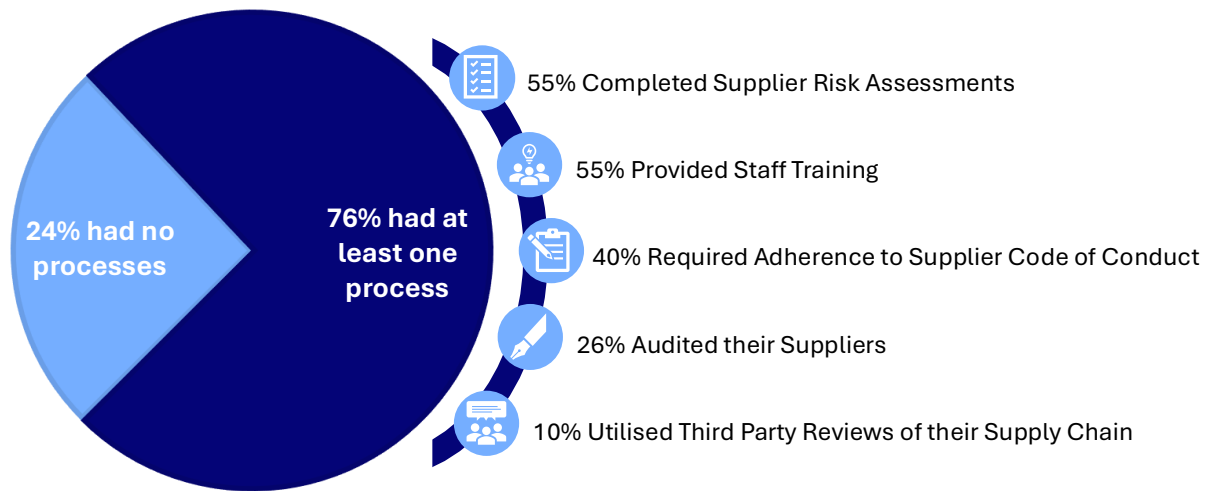 24% had no
processes
76% had at
least one
process
55% Completed Supplier Risk Assessments
55% Provided Staff Training
40% Required Adherence to Supplier Code of Conduct
26% Audited their Suppliers
10% Utilised Third Party Reviews of their Supply Chain